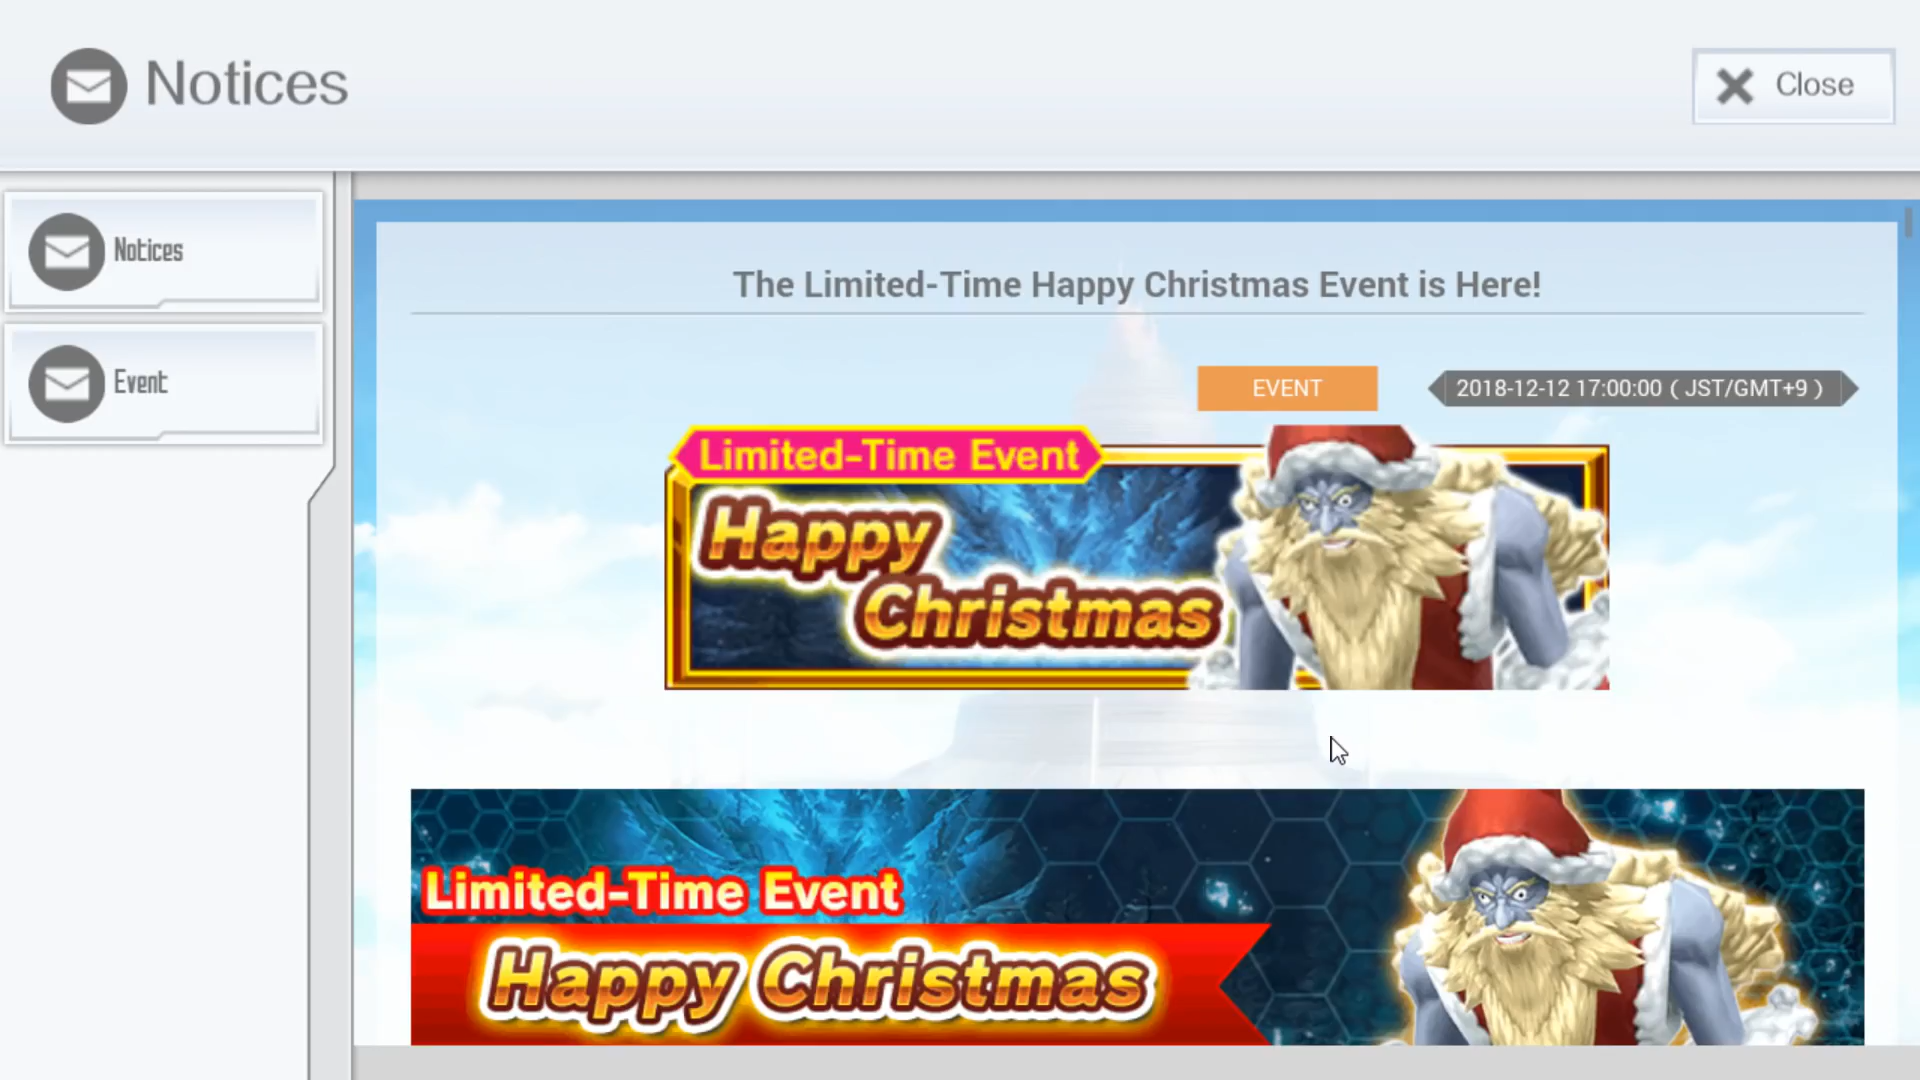 Notices
Close
Notices
Event
The Limited-Time Happy Christmas Event is Here!
EVENT
2018-12-12 17:00:00 ( JST/GMT+9 )
Limited-Time Event
Happy
Christmas
Limited-Time Event
Happy Christmas